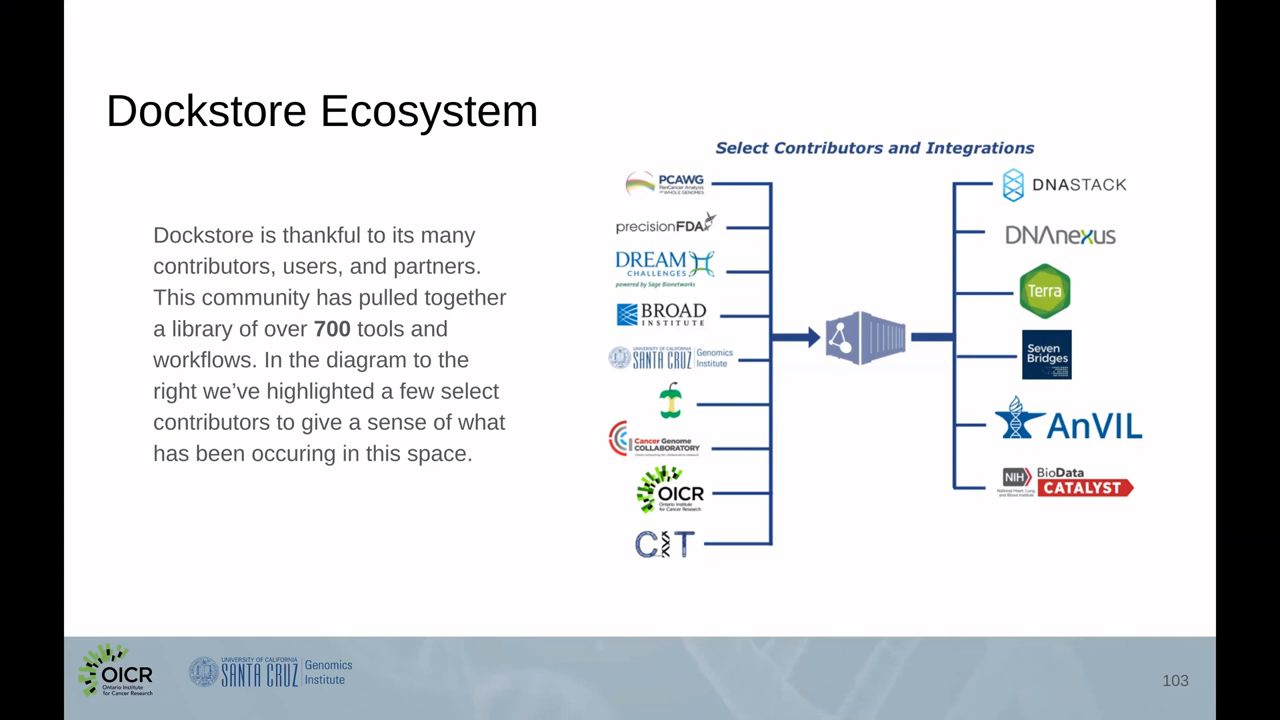 Dockstore Ecosystem
Select Contributors and Integrations
Dockstore is thankful to its many
contributors, users, and partners.
This community has pulled together
a library of over 700 tools and
workflows. In the diagram to the
right we’ve highlighted a few select
contributors to give a sense of what
has been occuring in this space.
PCAWG
PanCancer Analysis
OF WHOLE GENOMES
precisionFDA
DREAM
CHALLENGES
powered by Sage Bionetworks
BROAD
INSTITUTE
UNIVERSITY OF CALIFORNIA
SANTA CRUZ
Genomics
Institute
Cancer Genome
COLLABORATORY
OICR
Ontario Institute
for Cancer Research
DNASTACK
DNAnexus
Terra
Seven
Bridges
AnVIL
NIH
National Heart, Lung,
and Blood Institute
BioData
CATALYST
OICR
Ontario Institute
for Cancer Research
UNIVERSITY OF CALIFORNIA
SANTA CRUZ
Genomics
Institute
103